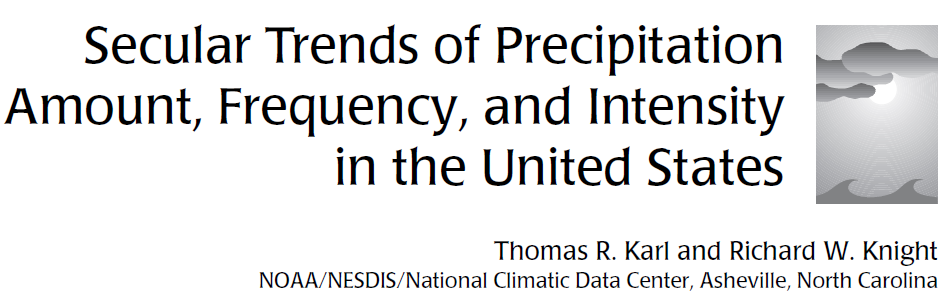 Secular Trends of Precipitation
Amount, Frequency, and Intensity
in the United States
Thomas R. Karl and Richard W. Knight
NOAA/NESDIS/National Climatic Data Center, Asheville, North Carolina